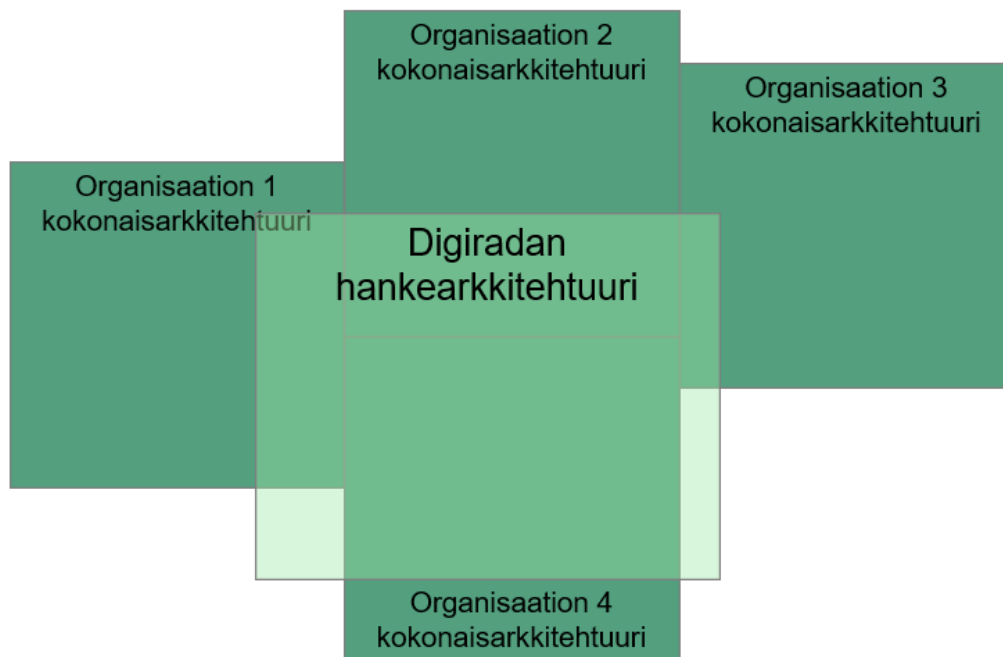 Organisaation 2
kokonaisarkkitehtuuri
Organisaation 3
kokonaisarkkitehtuuri
Organisaation 1
kokonaisarkkitehtuuri
Digiradan
hankearkkitehtuuri
Organisaation 4
kokonaisarkkitehtuuri